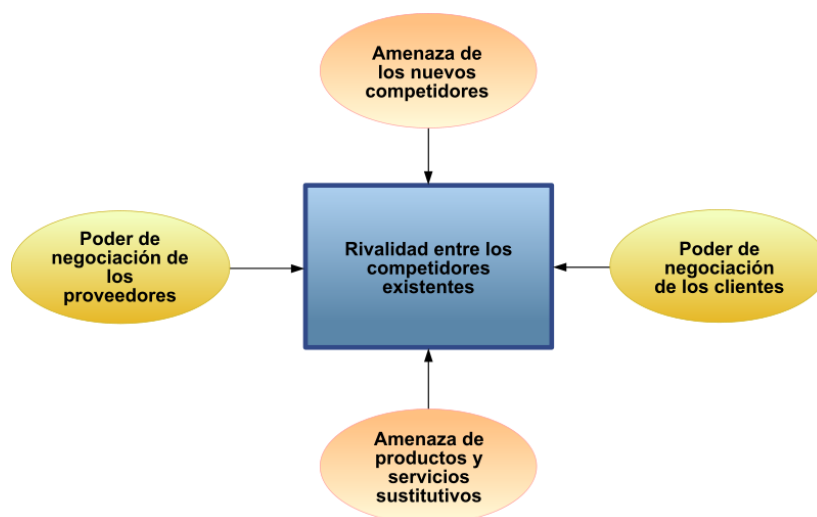 Amenaza de
los nuevos
competidores
Poder de
negociación de
los
proveedores
Rivalidad entre los
competidores
existentes
Poder de
negociación
de los clientes
Amenaza de
productos y
servicios
sustitutivos